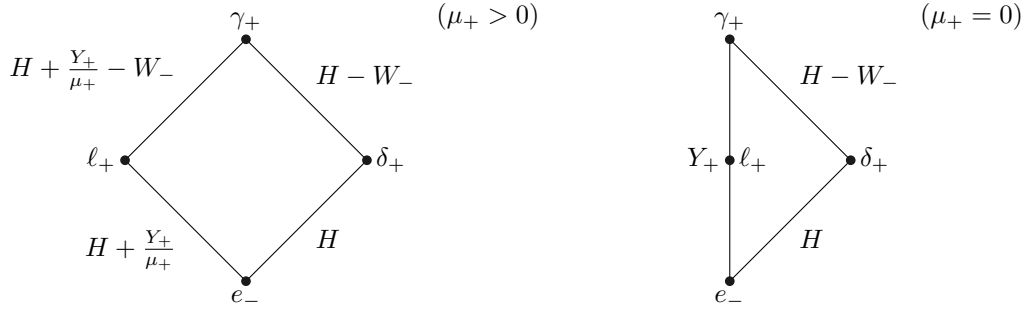 γ₊ (μ₊ > 0)
H + Y₊/μ₊ − W₋
H − W₋
ℓ₊
δ₊
H + Y₊/μ₊
H
e₋
γ₊ (μ₊ = 0)
H − W₋
Y₊ ℓ₊
δ₊
H
e₋